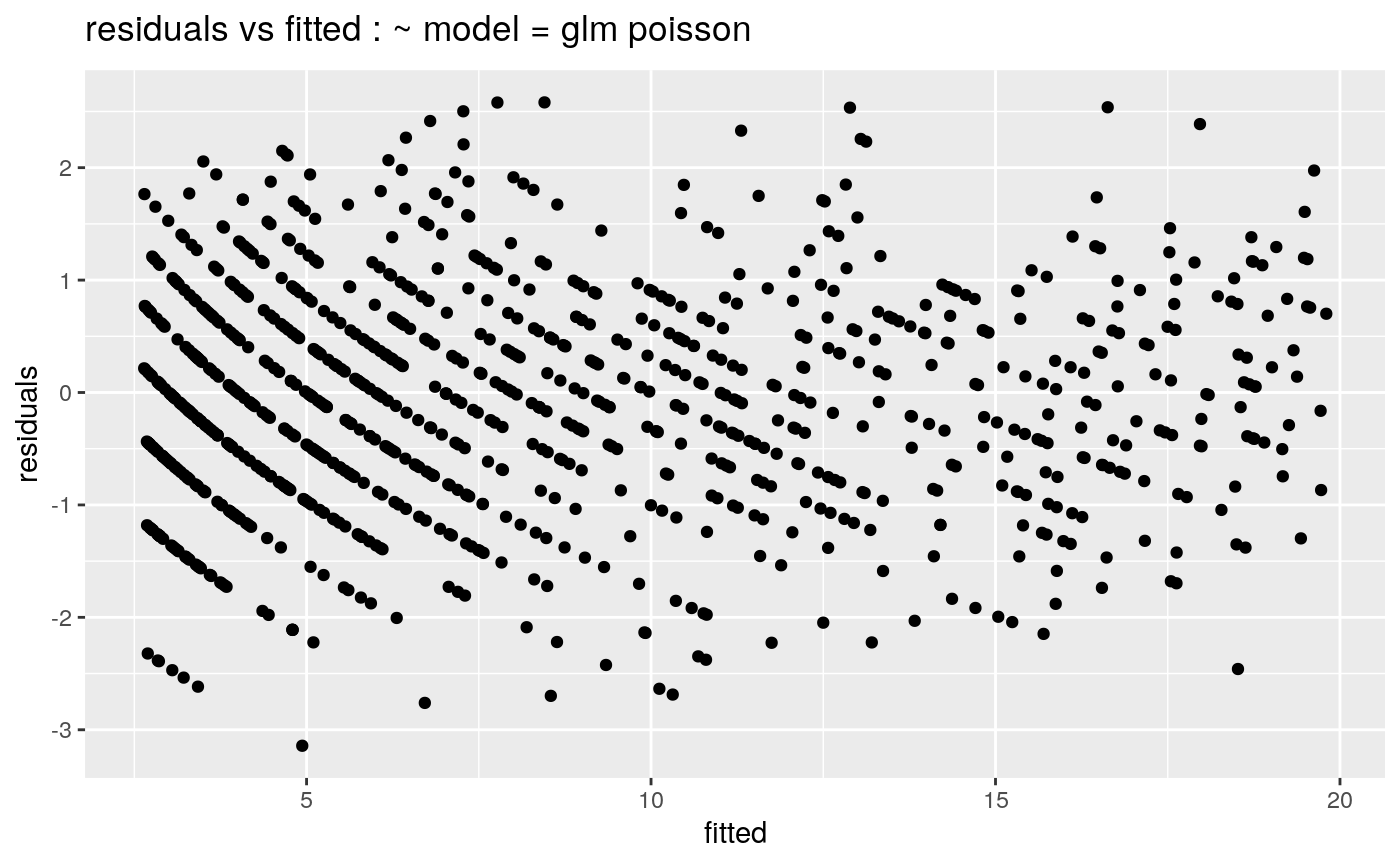 residuals vs fitted : ~ model = glm poisson
residuals
2
1
0
-1
-2
-3
5 10 15 20
fitted